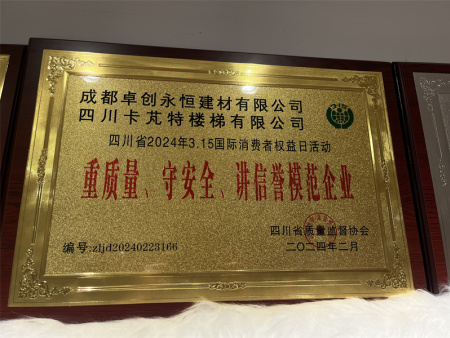 成都卓创永恒建材有限公司
四川卡芃特楼梯有限公司
四川省2024年3.15国际消费者权益日活动
重质量、守安全、讲信誉模范企业
四川省质量监督协会
编号:zljd20240223166
二〇二四年二月